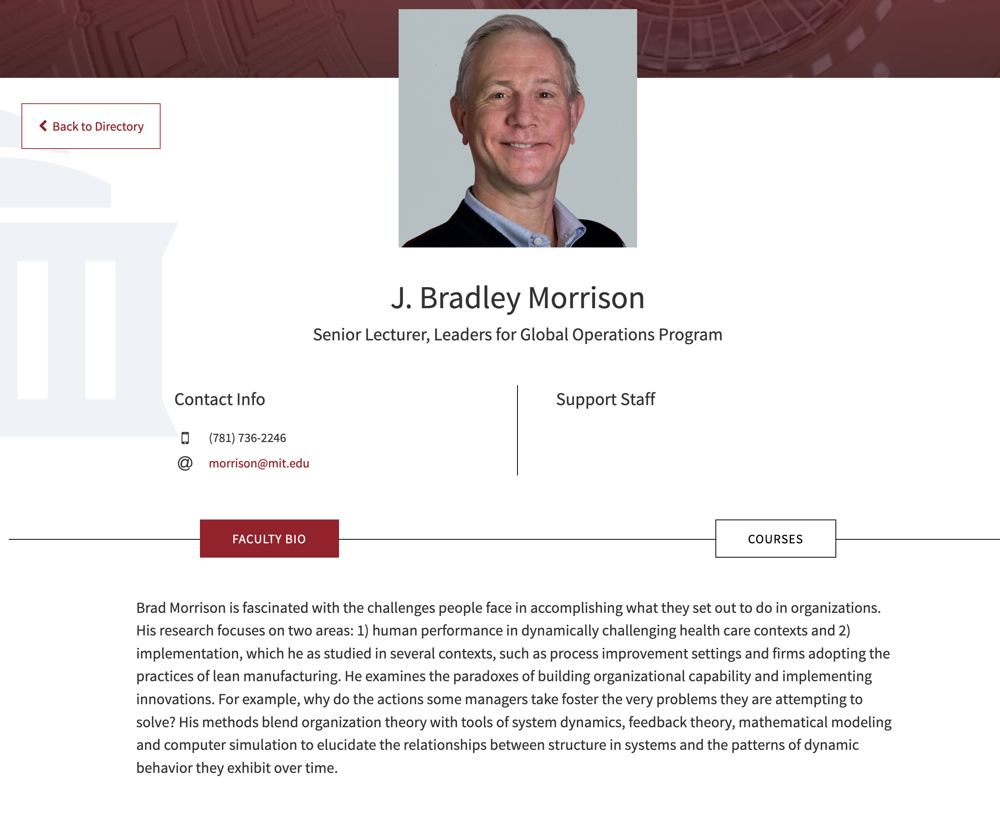 Back to Directory
J. Bradley Morrison
Senior Lecturer, Leaders for Global Operations Program
Contact Info
(781) 736-2246
@ morrison@mit.edu
Support Staff
FACULTY BIO
COURSES
Brad Morrison is fascinated with the challenges people face in accomplishing what they set out to do in organizations.
His research focuses on two areas: 1) human performance in dynamically challenging health care contexts and 2)
implementation, which he as studied in several contexts, such as process improvement settings and firms adopting the
practices of lean manufacturing. He examines the paradoxes of building organizational capability and implementing
innovations. For example, why do the actions some managers take foster the very problems they are attempting to
solve? His methods blend organization theory with tools of system dynamics, feedback theory, mathematical modeling
and computer simulation to elucidate the relationships between structure in systems and the patterns of dynamic
behavior they exhibit over time.